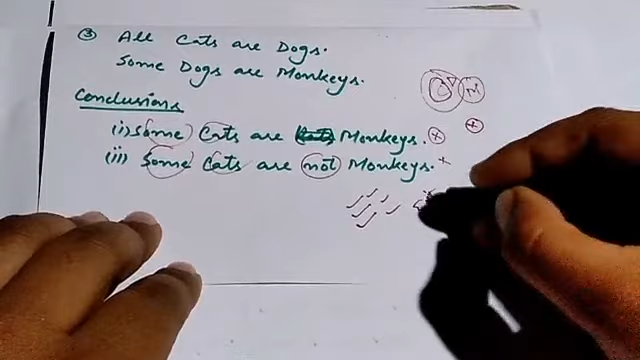 ③ All Cats are Dogs.
Some Dogs are Monkeys.
Conclusions
(i) Some Cats are Monkeys.
(ii) Some Cats are not Monkeys.